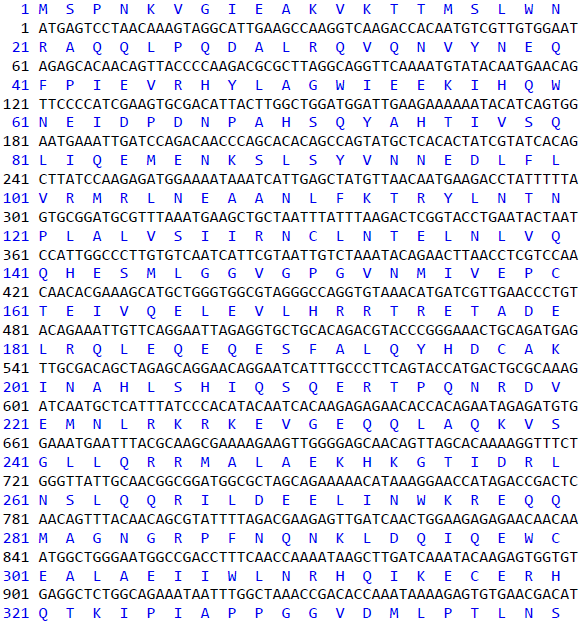 1 M S P N K V G I E A K V K T T M S L W N
1 ATGAGTCCTAACAAAGTAGGCATTGAAGCCAAGGTCAAGACCACAATGTCGTTGTGGAAT
21 R A Q Q L P Q D A L R Q V Q N V Y N E Q
61 AGAGCACAACAGTTACCCCAAGACGCGCTTAGGCAGGTTCAAAATGTATACAATGAACAG
41 F P I E V R H Y L A G W I E E K I H Q W
121 TTCCCCATCGAAGTGCGACATTACTTGGCTGGATGGATTGAAGAAAAAATACATCAGTGG
61 N E I D P D N P A H S Q Y A H T I V S Q
181 AATGAAATTGATCCAGACAACCCAGCACACAGCCAGTATGCTCACACTATCGTATCACAG
81 L I Q E M E N K S L S Y V N N E D L F L
241 CTTATCCAAGAGATGGAAAATAAATCATTGAGCTATGTTAACAATGAAGACCTATTTTTA
101 V R M R L N E A A N L F K T R Y L N T N
301 GTGCGGATGCGTTTAAATGAAGCTGCTAATTTATTTAAGACTCGGTACCTGAATACTAAT
121 P L A L V S I I R N C L N T E L N L V Q
361 CCATTGGCCCTTGTGTCAATCATTCGTAATTGTCTAAATACAGAACTTAACCTCGTCCAA
141 Q H E S M L G G V G P G V N M I V E P C
421 CAACACGAAAGCATGCTGGGTGGCGTAGGGCCAGGTGTAAACATGATCGTTGAACCCTGT
161 T E I V Q E L E V L H R R T R E T A D E
481 ACAGAAATTGTTCAGGAATTAGAGGTGCTGCACAGACGTACCCGGGAAACTGCAGATGAG
181 L R Q L E Q E Q E S F A L Q Y H D C A K
541 TTGCGACAGCTAGAGCAGGAACAGGAATCATTTGCCCTTCAGTACCATGACTGCGCAAAG
201 I N A H L S H I Q S Q E R T P Q N R D V
601 ATCAATGCTCATTTATCCCACATACAATCACAAGAGAGAACACCACAGAATAGAGATGTG
221 E M N L R K R K E V G E Q Q L A Q K V S
661 GAAATGAATTTACGCAAGCGAAAAGAAGTTGGGGAGCAACAGTTAGCACAAAAGGTTTCT
241 G L L Q R R M A L A E K H K G T I D R L
721 GGGTTATTGCAACGGCGGATGGCGCTAGCAGAAAAACATAAAGGAACCATAGACCGACTC
261 N S L Q Q R I L D E E L I N W K R E Q Q
781 AACAGTTTACAACAGCGTATTTTAGACGAAGAGTTGATCAACTGGAAGAGAGAACAACAA
281 M A G N G R P F N Q N K L D Q I Q E W C
841 ATGGCTGGGAATGGCCGACCTTTCAACCAAAATAAGCTTGATCAAATACAAGAGTGGTGT
301 E A L A E I I W L N R H Q I K E C E R H
901 GAGGCTCTGGCAGAAATAATTTGGCTAAACCGACACCAAATAAAAGAGTGTGAACGACAT
321 Q T K I P I A P P G G V D M L P T L N S